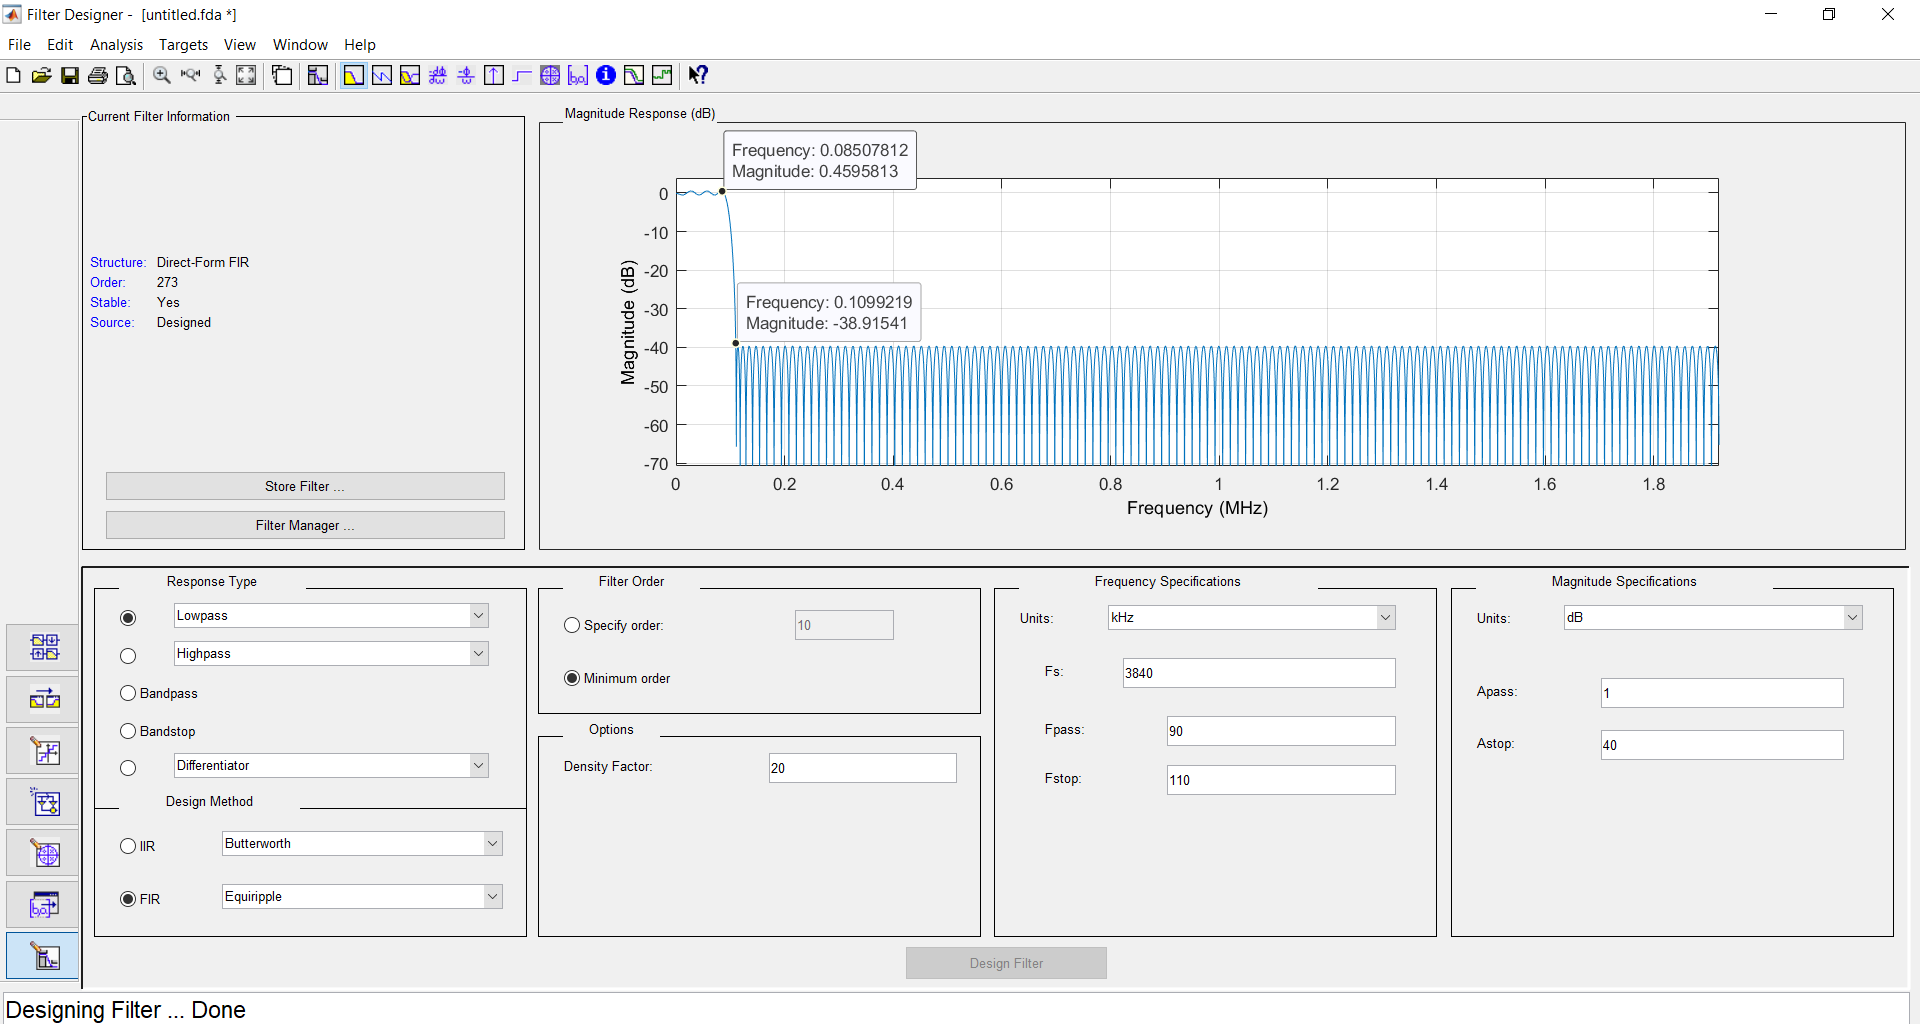 Filter Designer - [untitled.fda *]
File Edit Analysis Targets View Window Help
Current Filter Information
Structure: Direct-Form FIR
Order: 273
Stable: Yes
Source: Designed
Store Filter ...
Filter Manager ...
Magnitude Response (dB)
Frequency: 0.08507812
Magnitude: 0.4595813
Frequency: 0.1099219
Magnitude: -38.91541
Magnitude (dB)
0
-10
-20
-30
-40
-50
-60
-70
0 0.2 0.4 0.6 0.8 1 1.2 1.4 1.6 1.8
Frequency (MHz)
Response Type
Lowpass
Highpass
Bandpass
Bandstop
Differentiator
Design Method
IIR Butterworth
FIR Equiripple
Filter Order
Specify order: 10
Minimum order
Options
Density Factor: 20
Frequency Specifications
Units: kHz
Fs: 3840
Fpass: 90
Fstop: 110
Magnitude Specifications
Units: dB
Apass: 1
Astop: 40
Design Filter
Designing Filter ... Done